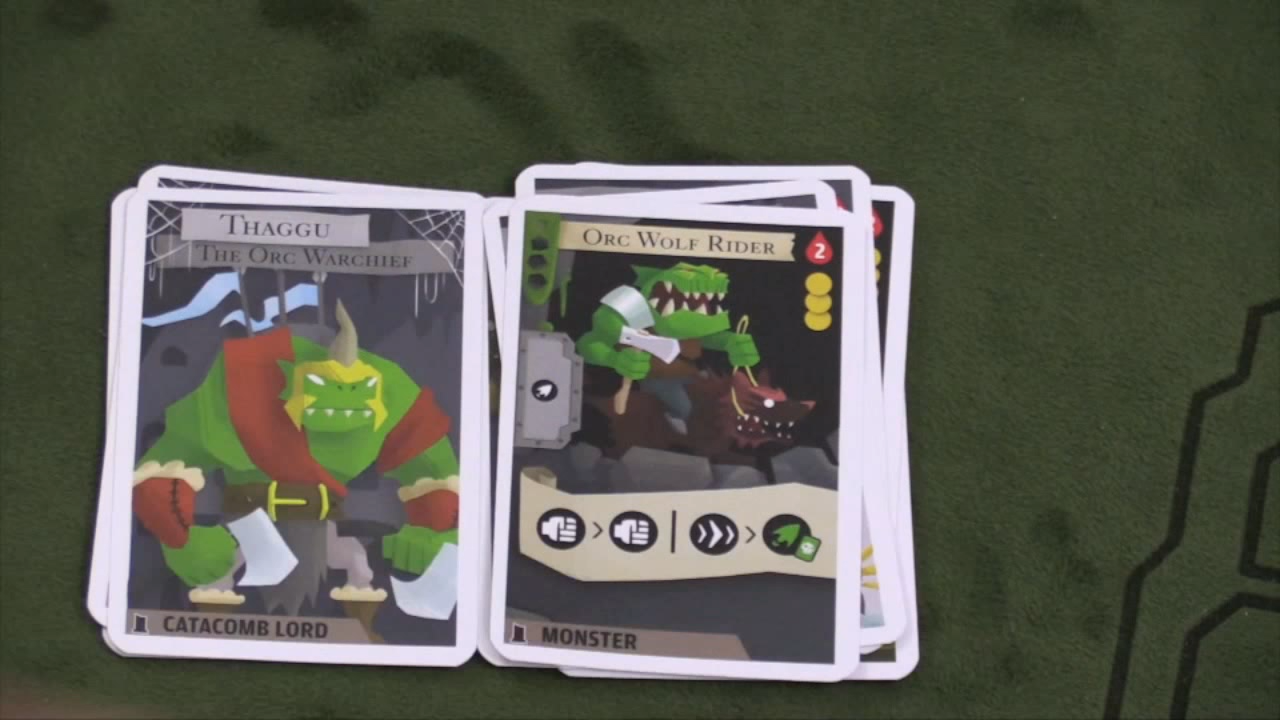 THAGGU
THE ORC WARCHIEF
CATACOMB LORD
ORC WOLF RIDER
2
MONSTER